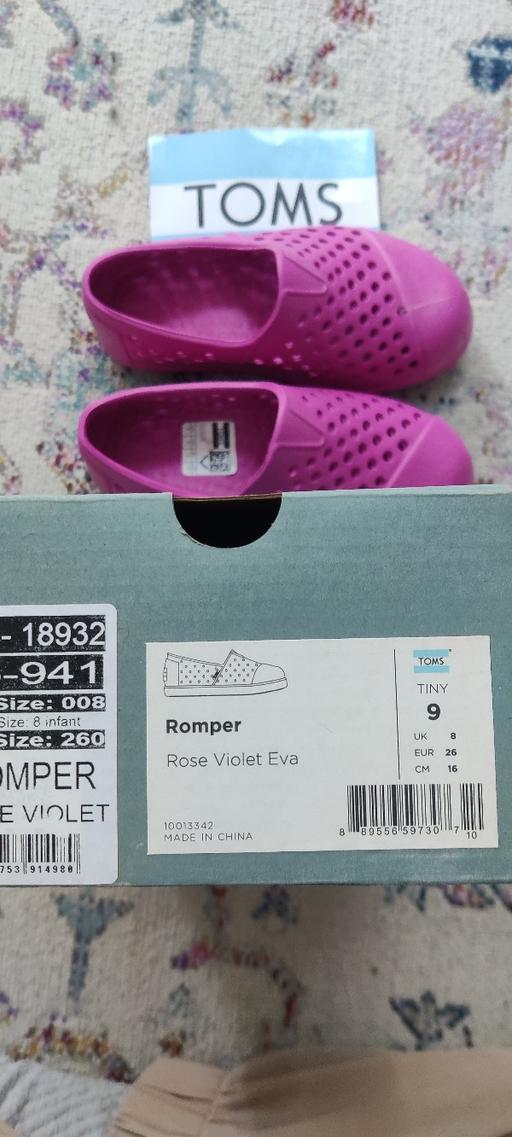 TOMS
- 18932
-941
Size: 008
Size: 8 infant
Size: 260
OMPER
E VIOLET
753 914980
Romper
Rose Violet Eva
10013342
MADE IN CHINA
TOMS
TINY
9
UK 8
EUR 26
CM 16
8 89556 59730 7 10